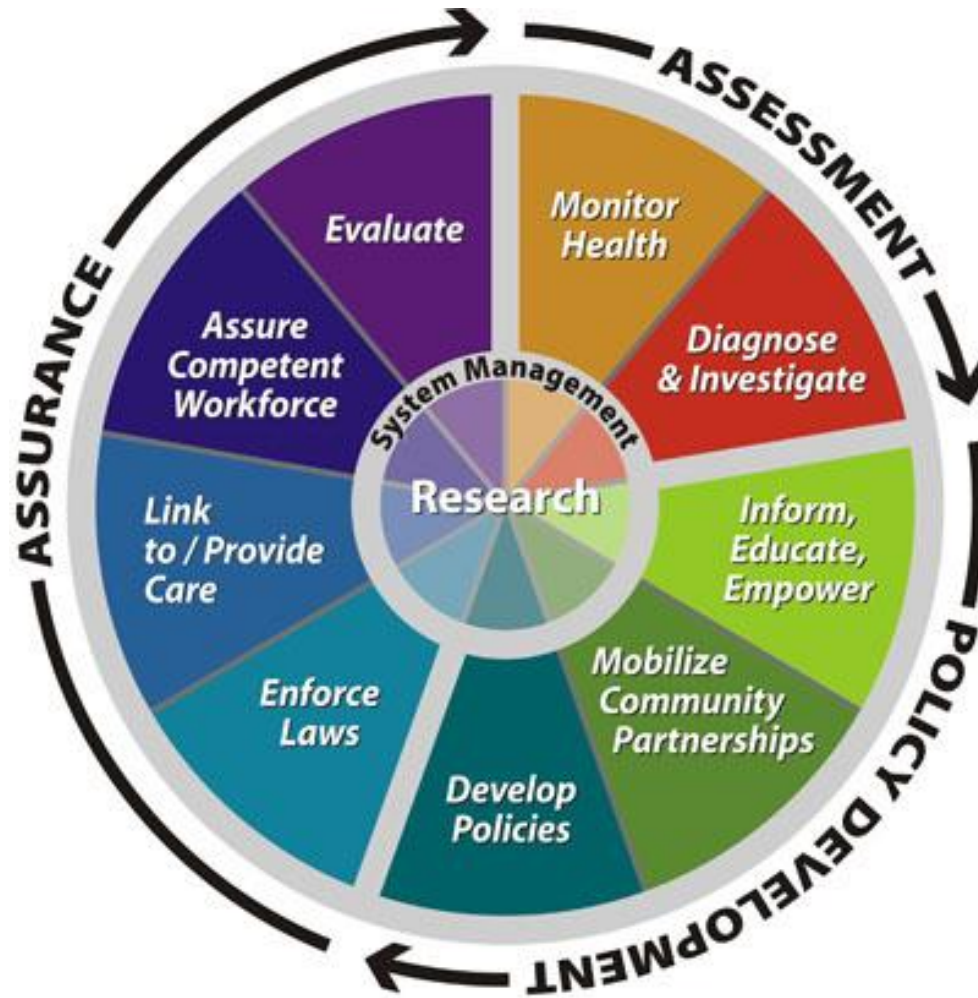 ASSESSMENT
Monitor
Health
Diagnose
& Investigate
Inform,
Educate,
Empower
Mobilize
Community
Partnerships
POLICY DEVELOPMENT
Develop
Policies
Enforce
Laws
Link
to / Provide
Care
Assure
Competent
Workforce
Evaluate
ASSURANCE
System Management
Research